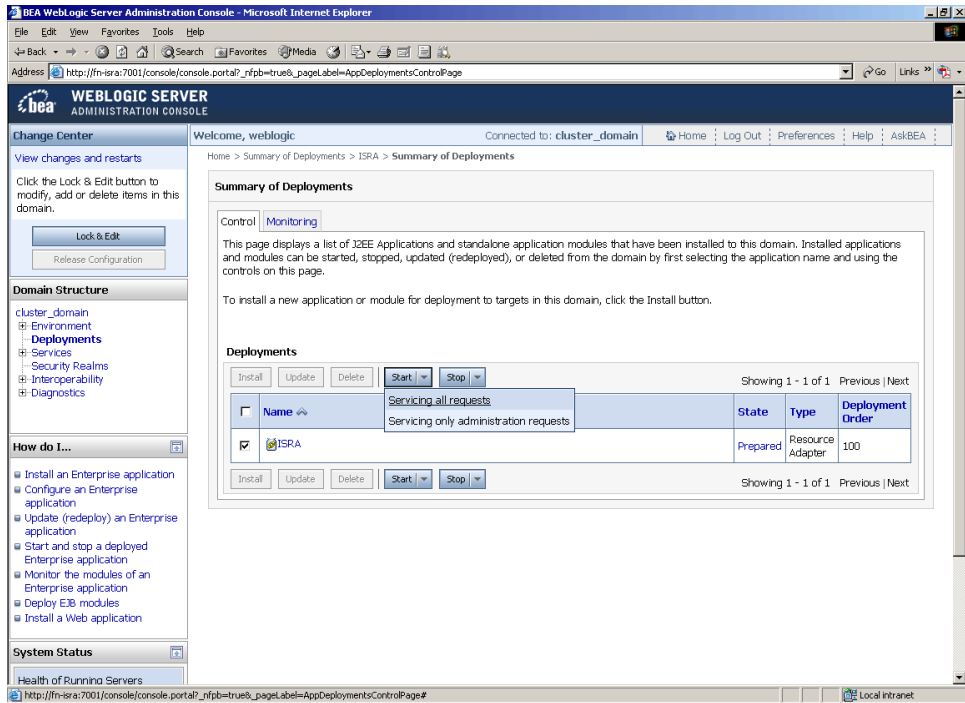 BEA WebLogic Server Administration Console - Microsoft Internet Explorer
File Edit View Favorites Tools Help
Back Search Favorites Media
Address http://fn-isra:7001/console/console.portal?_nfpb=true&_pageLabel=AppDeploymentsControlPage Go Links »
bea WEBLOGIC SERVER
ADMINISTRATION CONSOLE
Change Center
View changes and restarts
Click the Lock & Edit button to
modify, add or delete items in this
domain.
Lock & Edit
Release Configuration
Domain Structure
cluster_domain
Environment
Deployments
Services
Security Realms
Interoperability
Diagnostics
How do I...
Install an Enterprise application
Configure an Enterprise
application
Update (redeploy) an Enterprise
application
Start and stop a deployed
Enterprise application
Monitor the modules of an
Enterprise application
Deploy EJB modules
Install a Web application
System Status
Health of Running Servers
Welcome, weblogic Connected to: cluster_domain Home Log Out Preferences Help AskBEA
Home > Summary of Deployments > ISRA > Summary of Deployments
Summary of Deployments
Control Monitoring
This page displays a list of J2EE Applications and standalone application modules that have been installed to this domain. Installed applications
and modules can be started, stopped, updated (redeployed), or deleted from the domain by first selecting the application name and using the
controls on this page.
To install a new application or module for deployment to targets in this domain, click the Install button.
Deployments
Install Update Delete Start Stop Showing 1 - 1 of 1 Previous | Next
Servicing all requests
Servicing only administration requests
Name State Type Deployment
Order
ISRA Prepared Resource
Adapter 100
Install Update Delete Start Stop Showing 1 - 1 of 1 Previous | Next
http://fn-isra:7001/console/console.portal?_nfpb=true&_pageLabel=AppDeploymentsControlPage# Local intranet